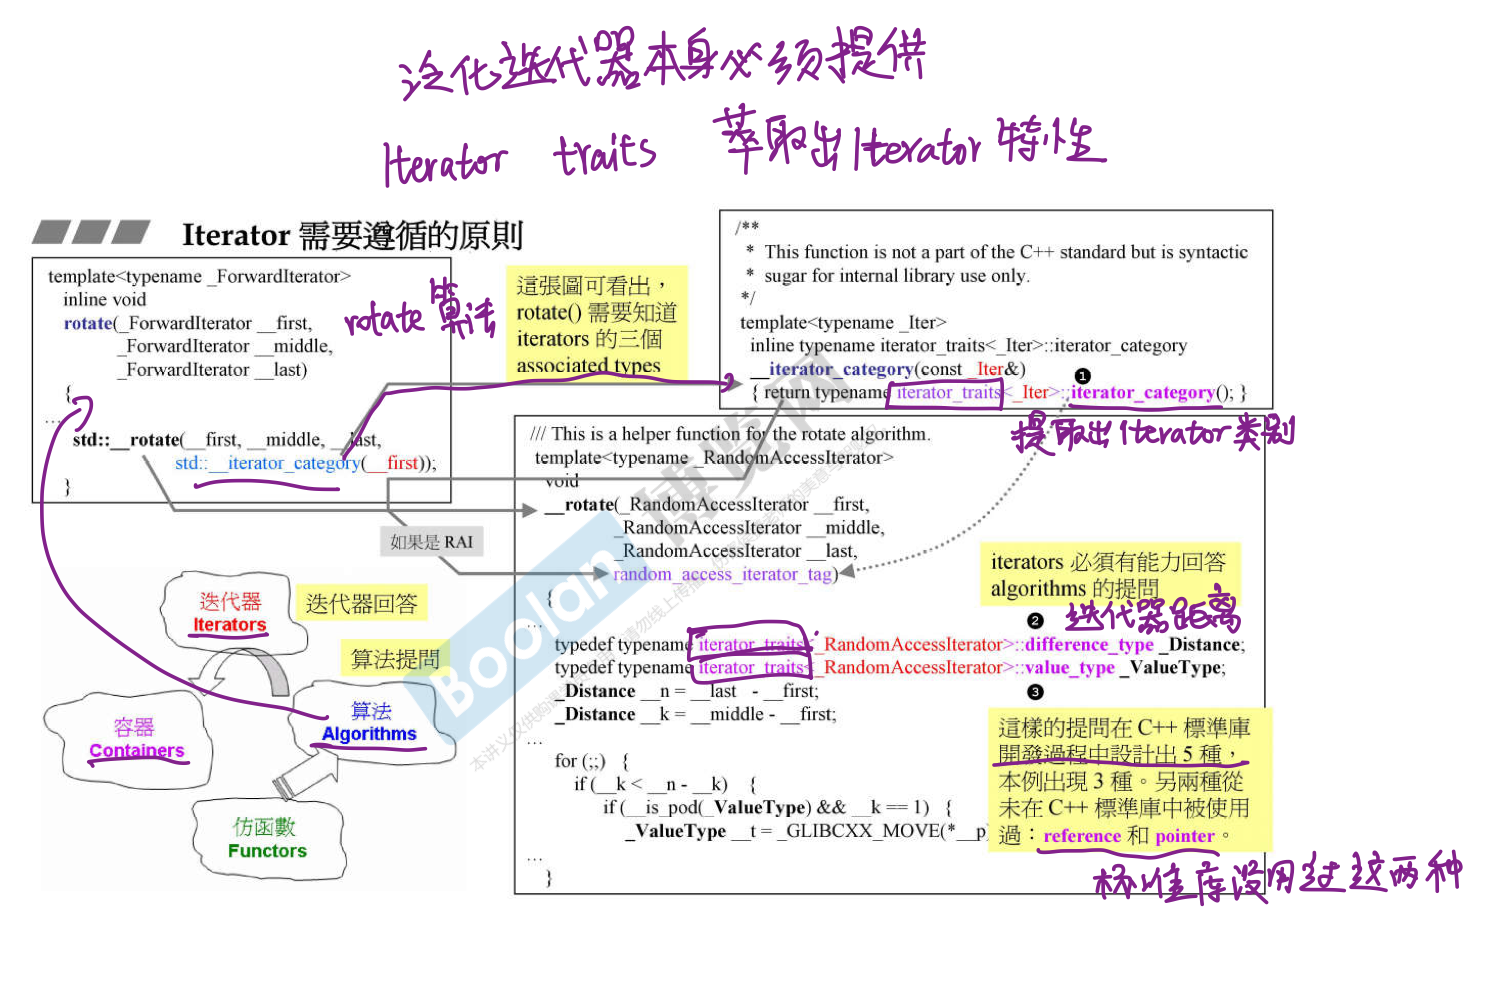 泛化迭代器本身必须提供
Iterator traits 萃取出Iterator特性
Iterator 需要遵循的原則
template<typename _ForwardIterator>
inline void
rotate(_ForwardIterator __first,
_ForwardIterator __middle,
_ForwardIterator __last)
{
...
std::__rotate(__first, __middle, __last,
std::__iterator_category(__first));
}
rotate 算法
這張圖可看出，
rotate() 需要知道
iterators 的三個
associated types
/**
* This function is not a part of the C++ standard but is syntactic
* sugar for internal library use only.
*/
template<typename _Iter>
inline typename iterator_traits<_Iter>::iterator_category
__iterator_category(const _Iter&)
❶
{ return typename iterator_traits<_Iter>::iterator_category(); }
提取出Iterator类别
/// This is a helper function for the rotate algorithm.
template<typename _RandomAccessIterator>
void
__rotate(_RandomAccessIterator __first,
_RandomAccessIterator __middle,
_RandomAccessIterator __last,
random_access_iterator_tag)
{
...
typedef typename iterator_traits<_RandomAccessIterator>::difference_type _Distance;
typedef typename iterator_traits<_RandomAccessIterator>::value_type _ValueType;
_Distance __n = __last - __first;
_Distance __k = __middle - __first;
...
for (;;) {
if (__k < __n - __k) {
if (__is_pod(_ValueType) && __k == 1) {
_ValueType __t = _GLIBCXX_MOVE(*__p)
...
}
如果是 RAI
iterators 必須有能力回答
algorithms 的提問
❷
迭代器距离
❸
這樣的提問在 C++ 標準庫
開發過程中設計出 5 種，
本例出現 3 種。另兩種從
未在 C++ 標準庫中被使用
過：reference 和 pointer。
标准库没用过这两种
迭代器
Iterators
迭代器回答
算法提問
容器
Containers
算法
Algorithms
仿函數
Functors
Boolan 博览网